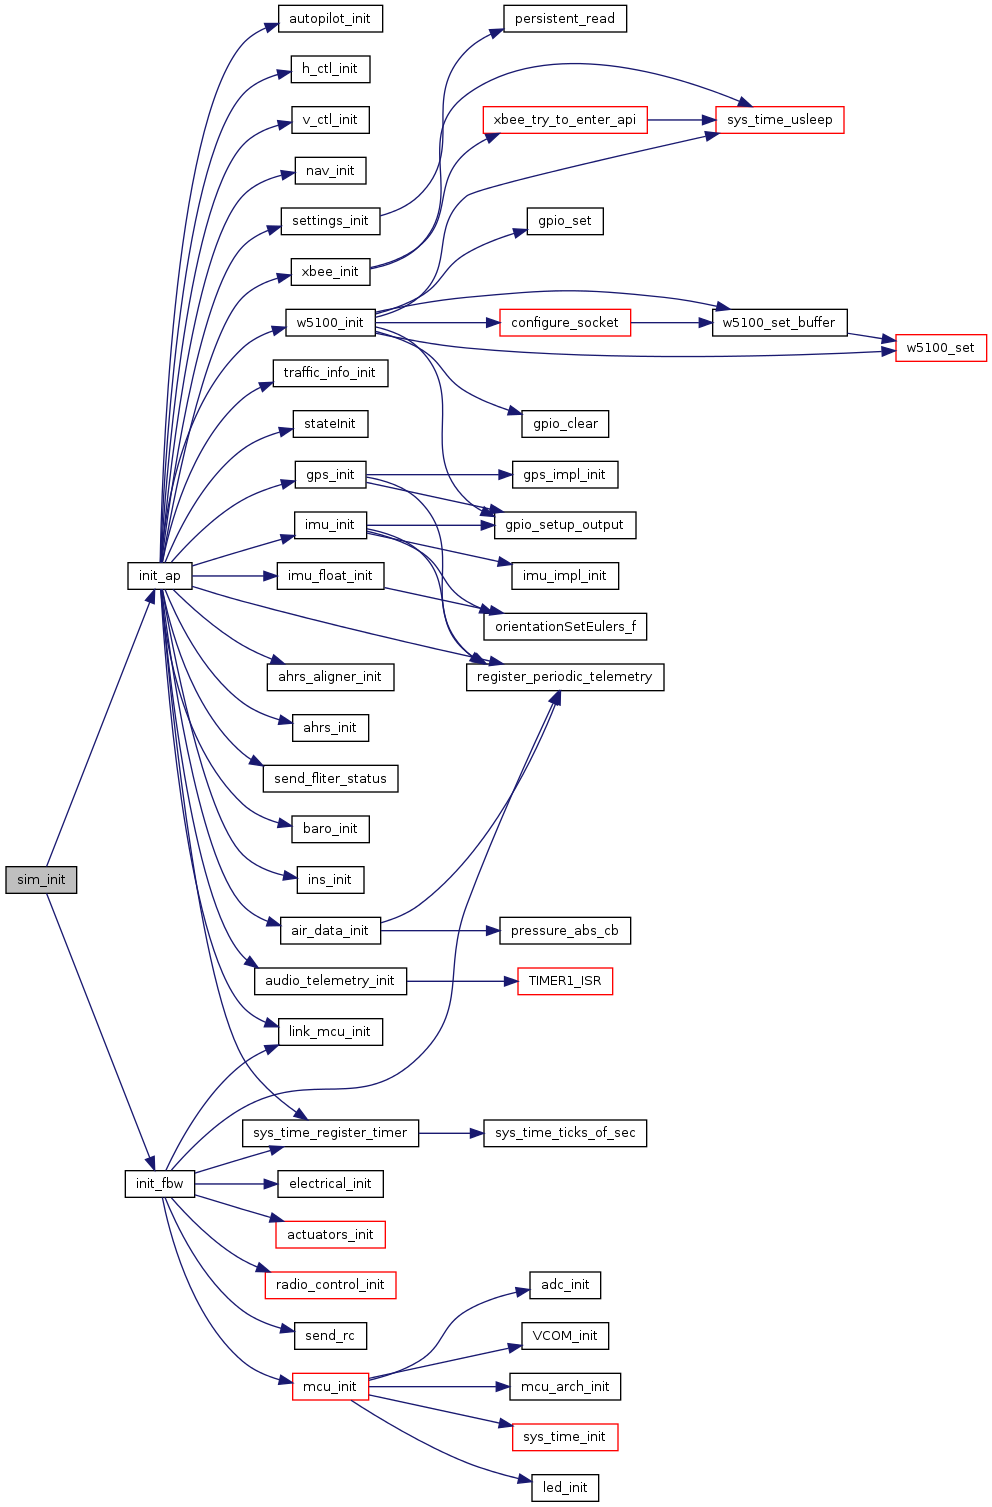 autopilot_init
persistent_read
h_ctl_init
v_ctl_init
xbee_try_to_enter_api
sys_time_usleep
nav_init
settings_init
gpio_set
xbee_init
w5100_init
configure_socket
w5100_set_buffer
w5100_set
traffic_info_init
stateInit
gpio_clear
gps_init
gps_impl_init
imu_init
gpio_setup_output
init_ap
imu_float_init
imu_impl_init
orientationSetEulers_f
ahrs_aligner_init
register_periodic_telemetry
ahrs_init
send_fliter_status
baro_init
sim_init
ins_init
air_data_init
pressure_abs_cb
audio_telemetry_init
TIMER1_ISR
link_mcu_init
sys_time_register_timer
sys_time_ticks_of_sec
init_fbw
electrical_init
actuators_init
radio_control_init
adc_init
send_rc
VCOM_init
mcu_init
mcu_arch_init
sys_time_init
led_init